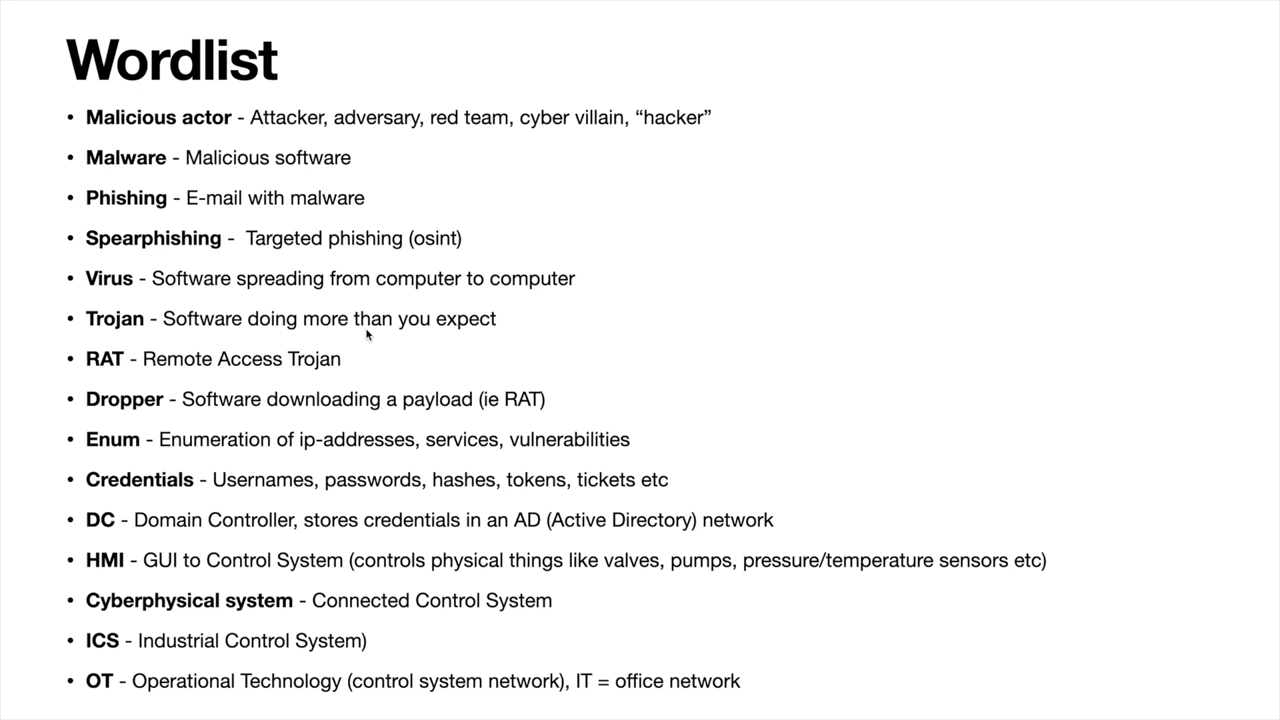 Wordlist
• Malicious actor - Attacker, adversary, red team, cyber villain, “hacker”
• Malware - Malicious software
• Phishing - E-mail with malware
• Spearphishing -  Targeted phishing (osint)
• Virus - Software spreading from computer to computer
• Trojan - Software doing more than you expect
• RAT - Remote Access Trojan
• Dropper - Software downloading a payload (ie RAT)
• Enum - Enumeration of ip-addresses, services, vulnerabilities
• Credentials - Usernames, passwords, hashes, tokens, tickets etc
• DC - Domain Controller, stores credentials in an AD (Active Directory) network
• HMI - GUI to Control System (controls physical things like valves, pumps, pressure/temperature sensors etc)
• Cyberphysical system - Connected Control System
• ICS - Industrial Control System)
• OT - Operational Technology (control system network), IT = office network